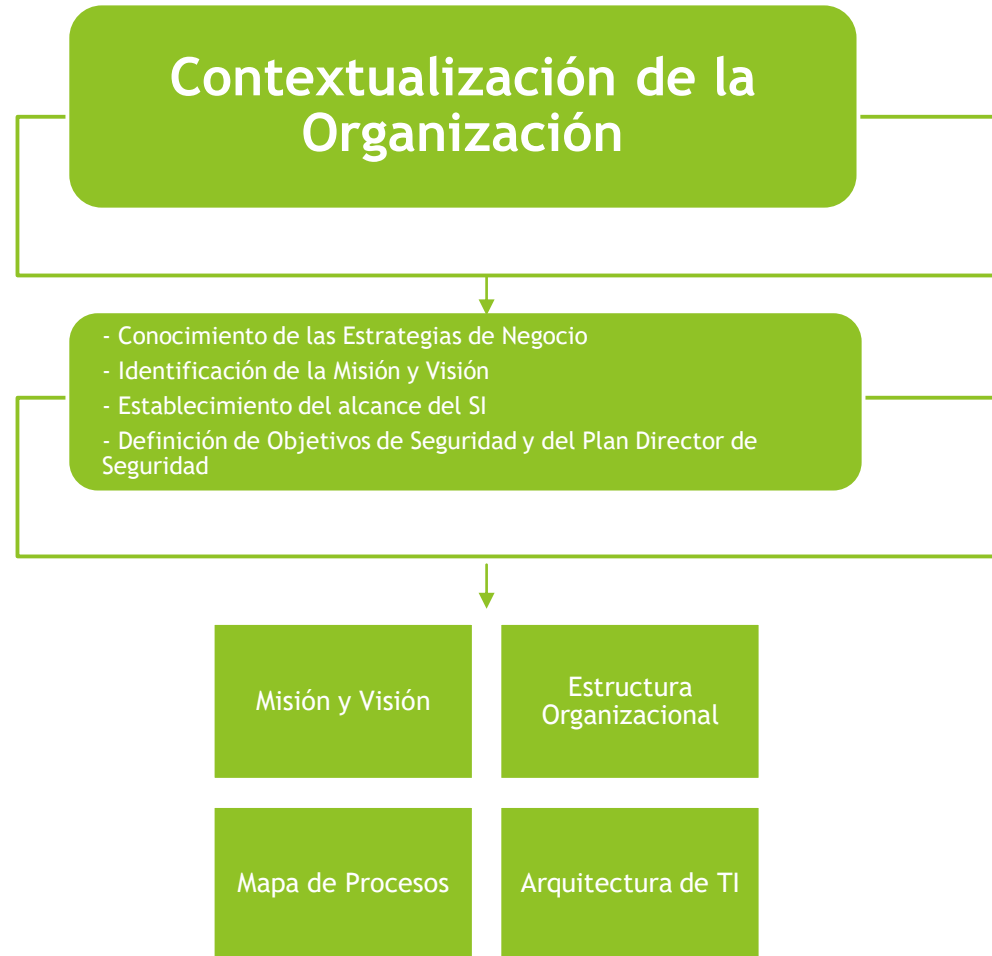 Contextualización de la
Organización
- Conocimiento de las Estrategias de Negocio
- Identificación de la Misión y Visión
- Establecimiento del alcance del SI
- Definición de Objetivos de Seguridad y del Plan Director de
Seguridad
Misión y Visión
Estructura
Organizacional
Mapa de Procesos
Arquitectura de TI